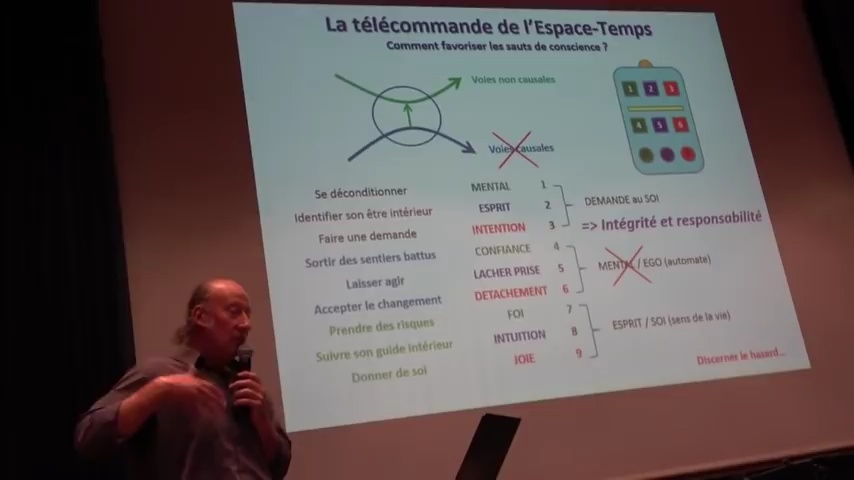 La télécommande de l'Espace-Temps
Comment favoriser les sauts de conscience ?
Voies non causales
Voies causales
1 2 3
4 5 6
Se déconditionner MENTAL 1
Identifier son être intérieur ESPRIT 2
Faire une demande INTENTION 3
DEMANDE au SOI
=> Intégrité et responsabilité
Sortir des sentiers battus CONFIANCE 4
Laisser agir LACHER PRISE 5
Accepter le changement DETACHEMENT 6
MENTAL / EGO (automate)
Prendre des risques FOI 7
Suivre son guide intérieur INTUITION 8
Donner de soi JOIE 9
ESPRIT / SOI (sens de la vie)
Discerner le hasard...